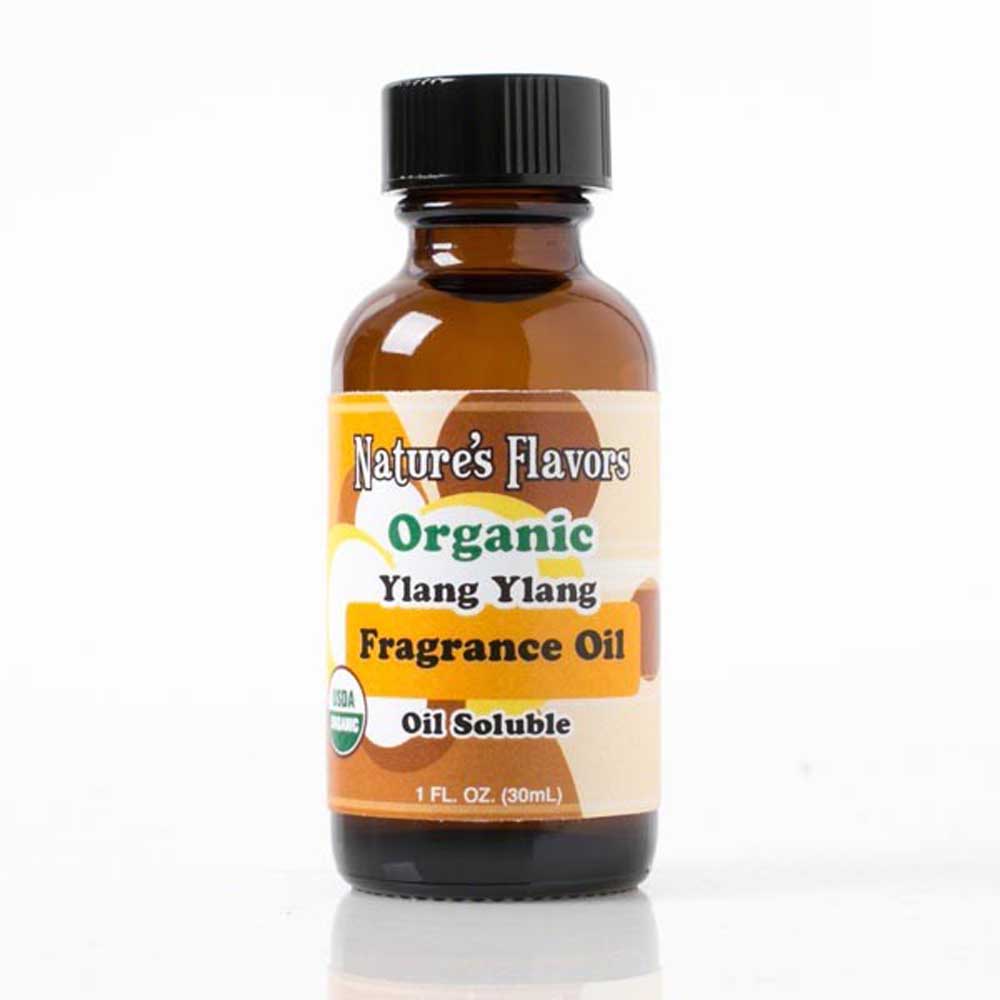 Nature's Flavors
Organic
Ylang Ylang
Fragrance Oil
USDA
ORGANIC
Oil Soluble
1 FL. OZ. (30mL)